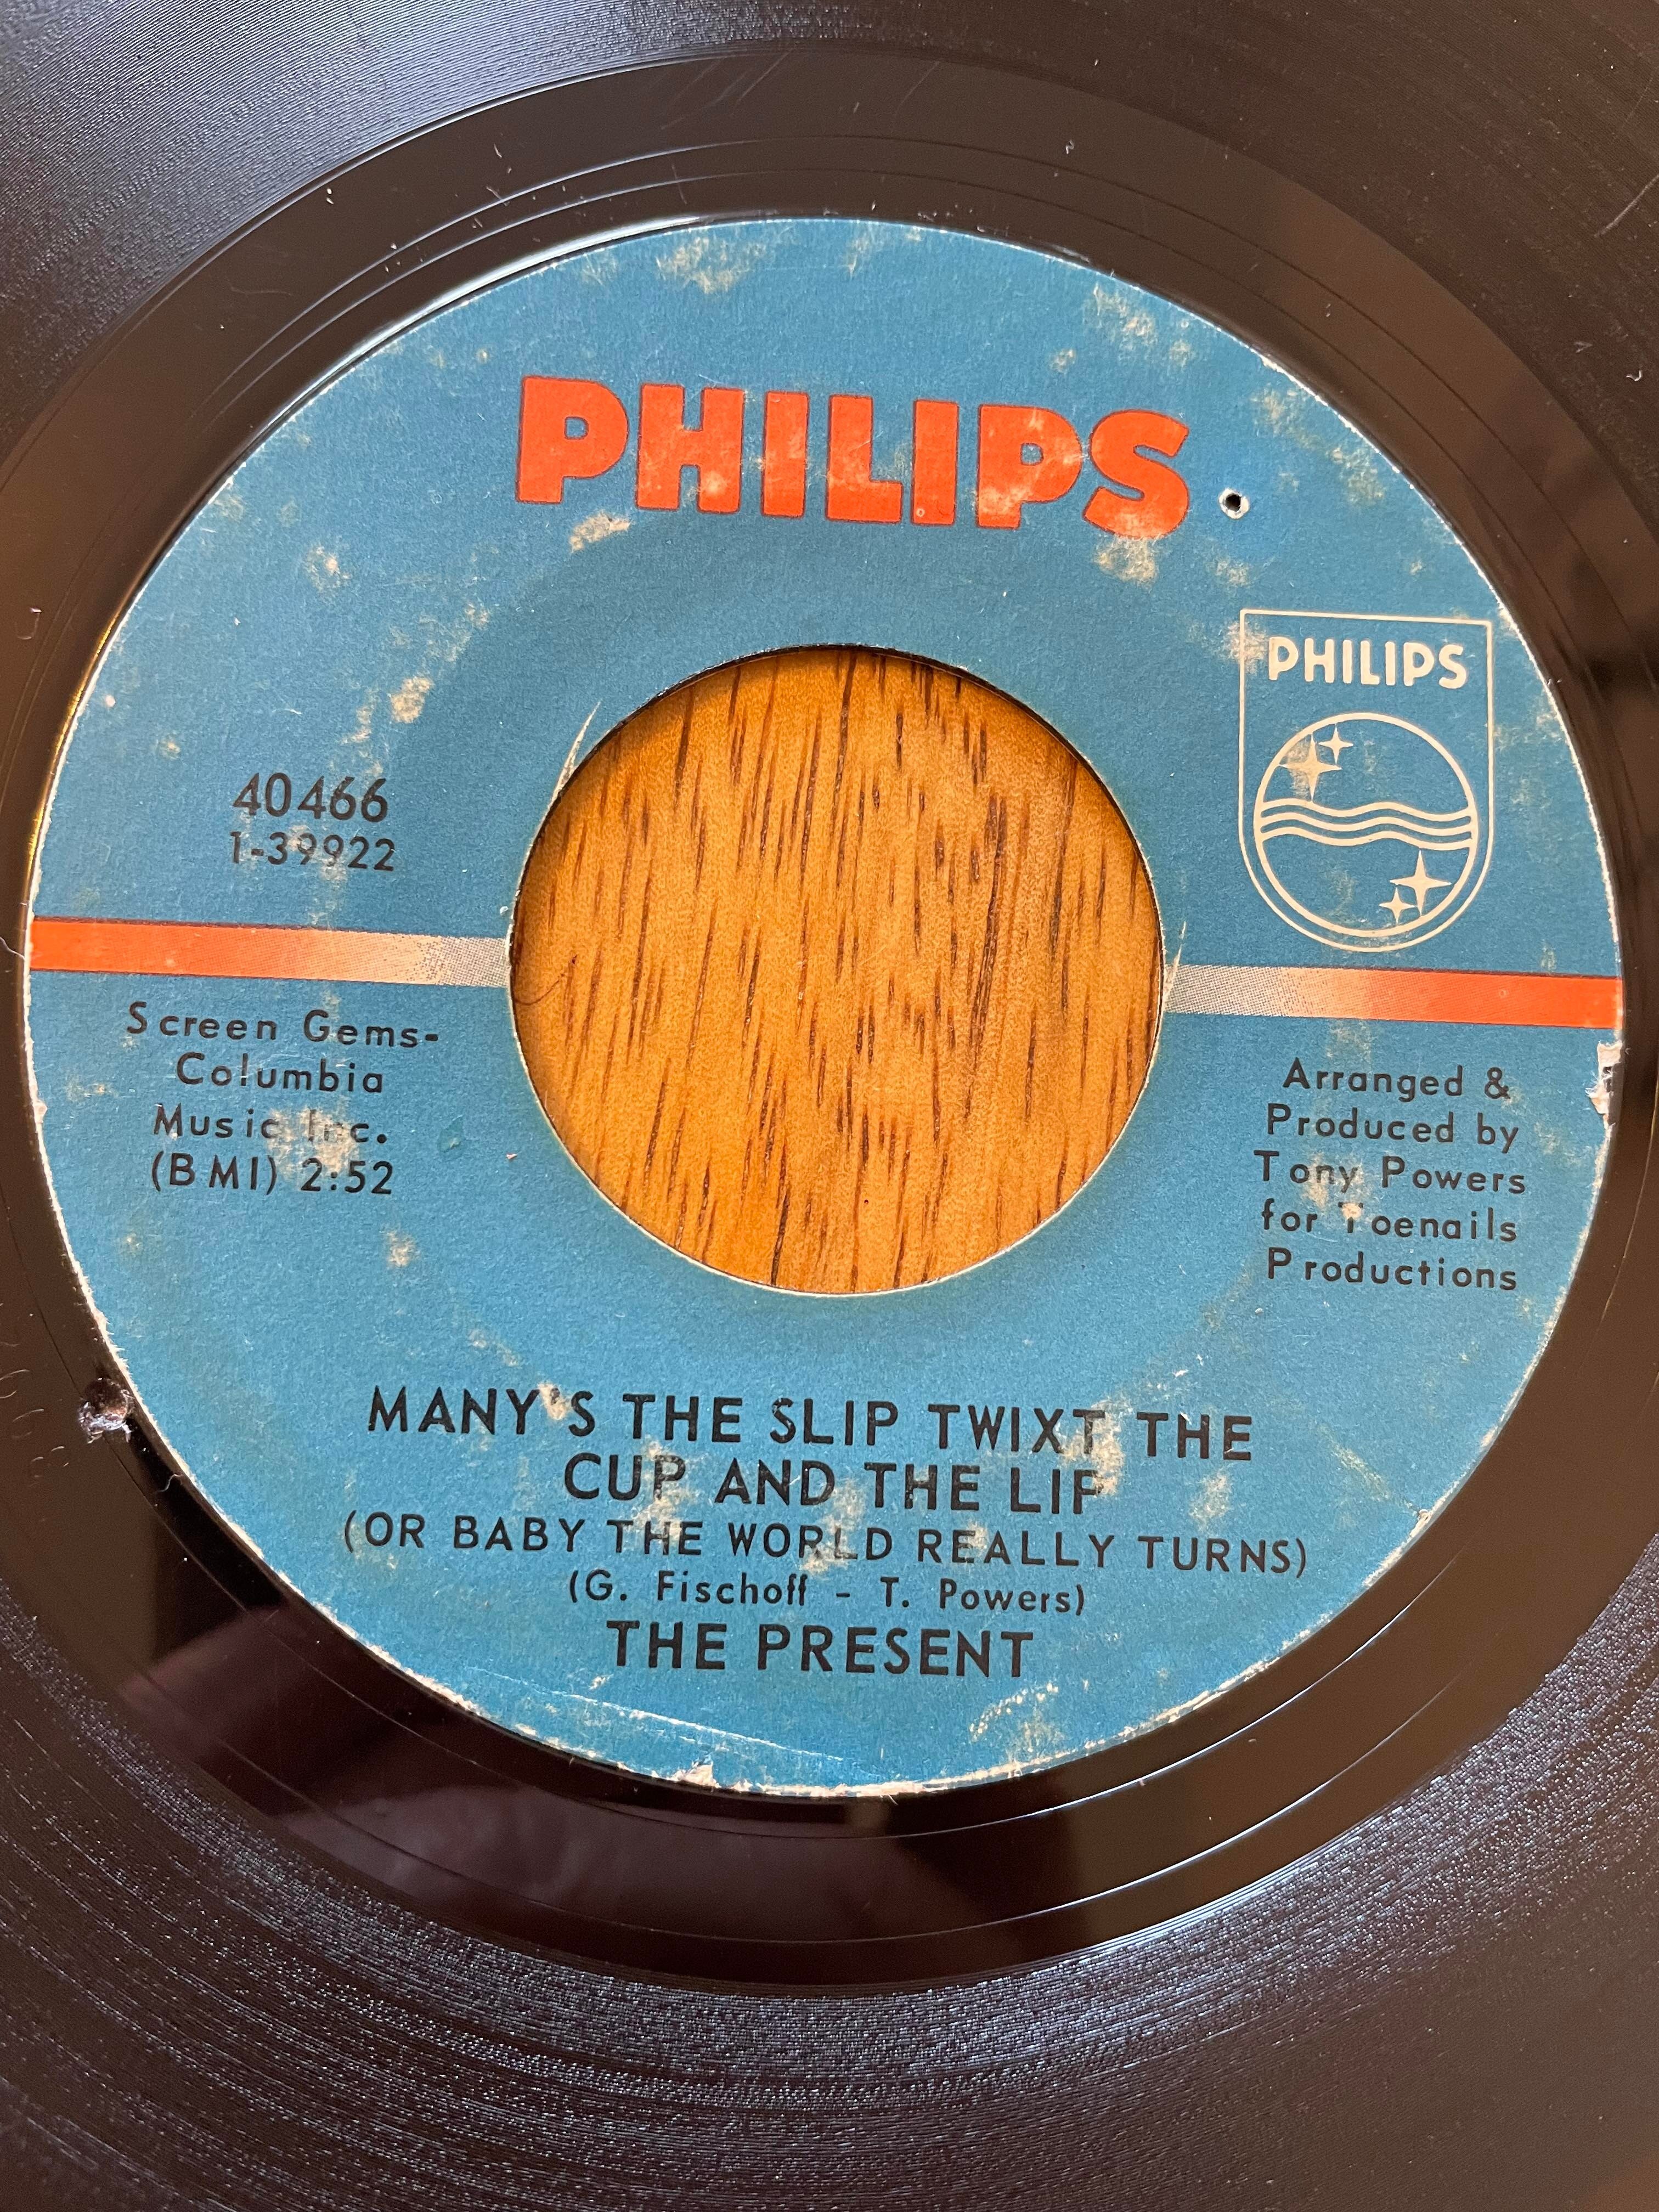 PHILIPS
PHILIPS
40466
1-39922
Screen Gems-
Columbia
Music Inc.
(BMI) 2:52
Arranged &
Produced by
Tony Powers
for Toenails
Productions
MANY'S THE SLIP TWIXT THE
CUP AND THE LIP
(OR BABY THE WORLD REALLY TURNS)
(G. Fischoff - T. Powers)
THE PRESENT